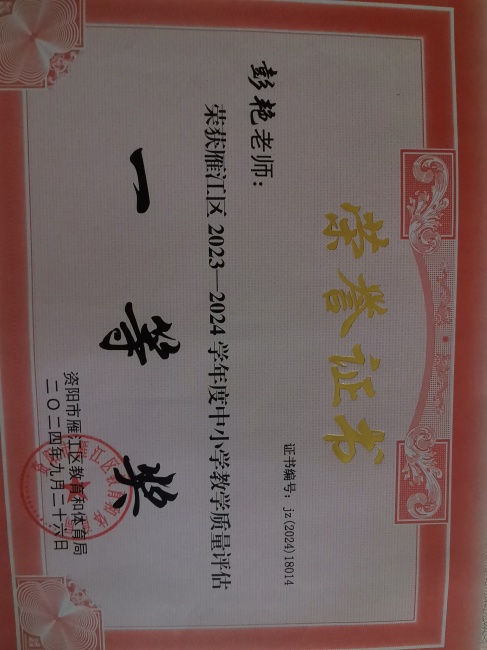 荣誉证书
证书编号：jz(2024)18014
彭艳老师：
荣获雁江区2023—2024学年度中小学教学质量评估
一等奖
资阳市雁江区教育和体育局
二〇二四年九月二十六日